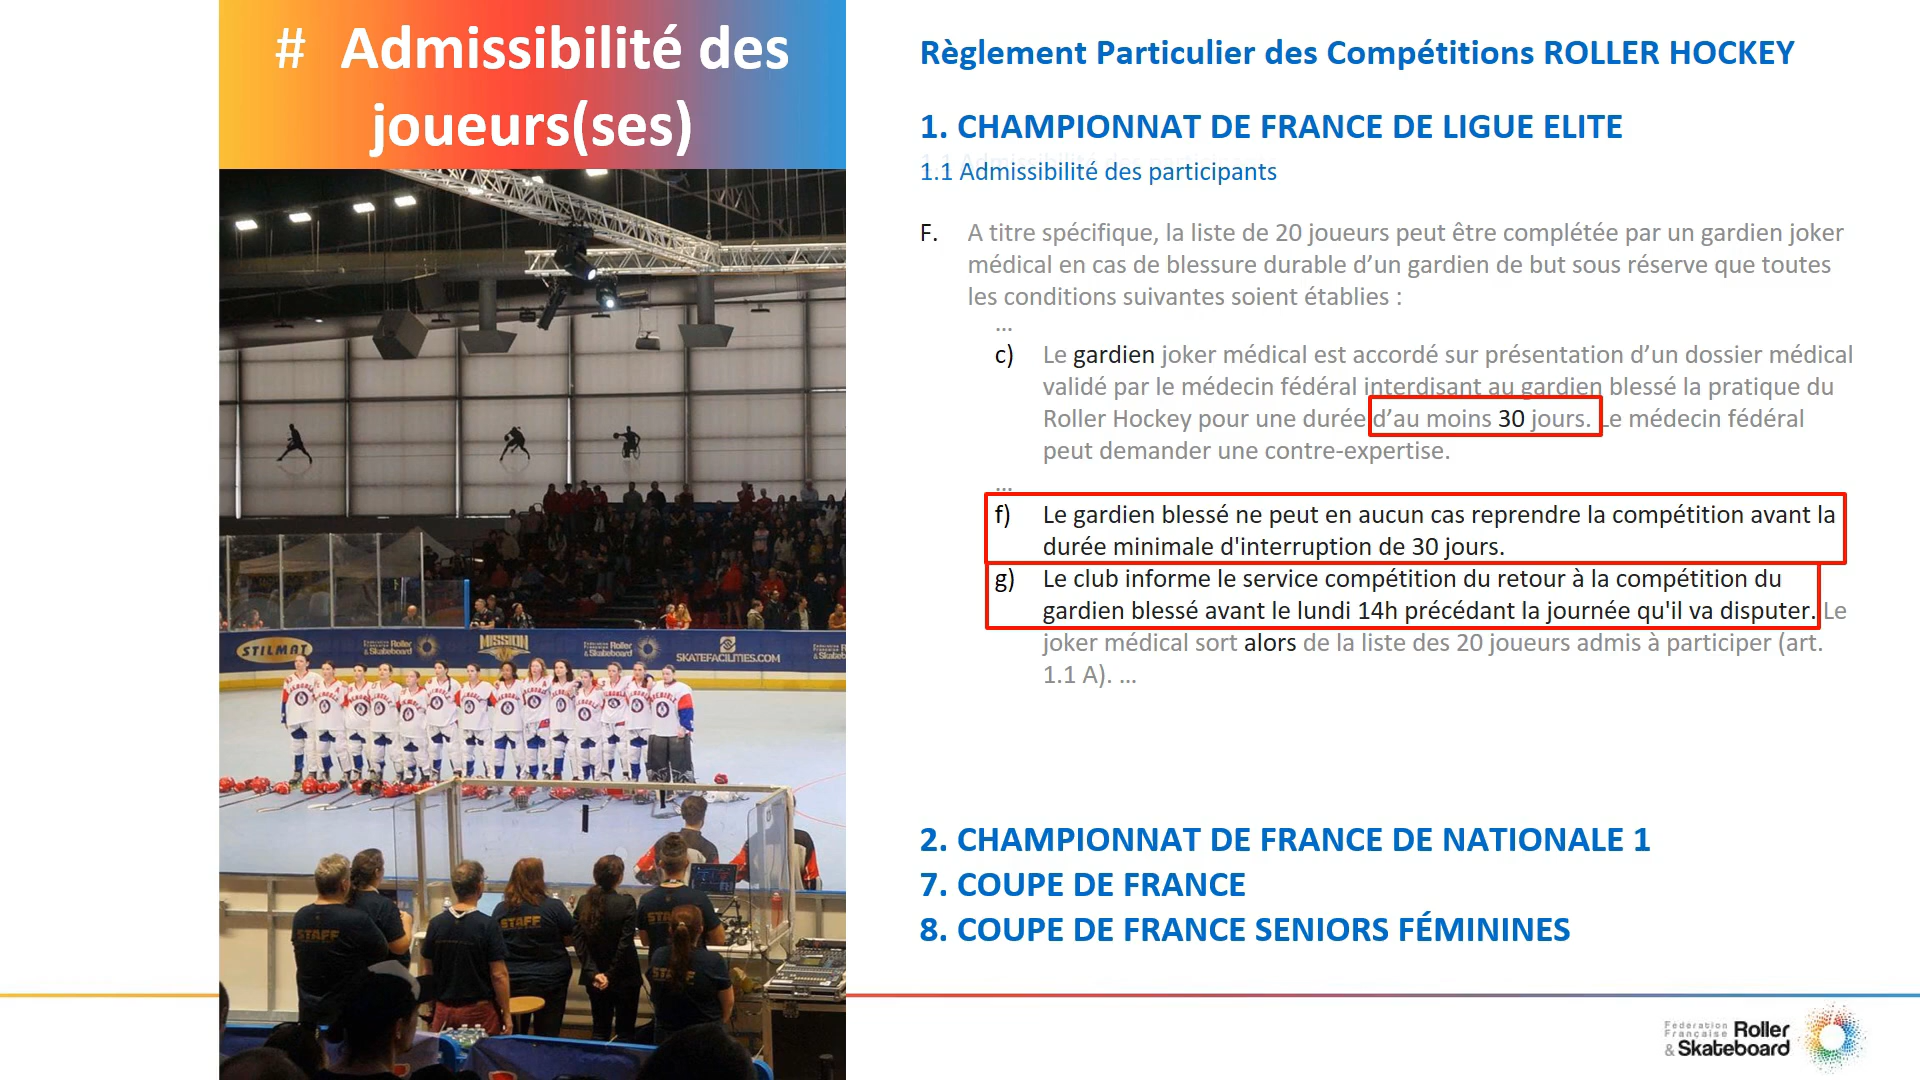 # Admissibilité des
joueurs(ses)
Règlement Particulier des Compétitions ROLLER HOCKEY
1. CHAMPIONNAT DE FRANCE DE LIGUE ELITE
1.1 Admissibilité des participants
F. A titre spécifique, la liste de 20 joueurs peut être complétée par un gardien joker
médical en cas de blessure durable d’un gardien de but sous réserve que toutes
les conditions suivantes soient établies :
...
c) Le gardien joker médical est accordé sur présentation d’un dossier médical
validé par le médecin fédéral interdisant au gardien blessé la pratique du
Roller Hockey pour une durée d’au moins 30 jours. Le médecin fédéral
peut demander une contre-expertise.
...
f) Le gardien blessé ne peut en aucun cas reprendre la compétition avant la
durée minimale d'interruption de 30 jours.
g) Le club informe le service compétition du retour à la compétition du
gardien blessé avant le lundi 14h précédant la journée qu'il va disputer. Le
joker médical sort alors de la liste des 20 joueurs admis à participer (art.
1.1 A). ...
2. CHAMPIONNAT DE FRANCE DE NATIONALE 1
7. COUPE DE FRANCE
8. COUPE DE FRANCE SENIORS FÉMININES
STILMAT
Roller
& Skateboard
MISSION
Roller
& Skateboard
SKATEFACILITIES.COM
STAFF
STAFF
STAFF
STAFF
Fédération
Française Roller
& Skateboard